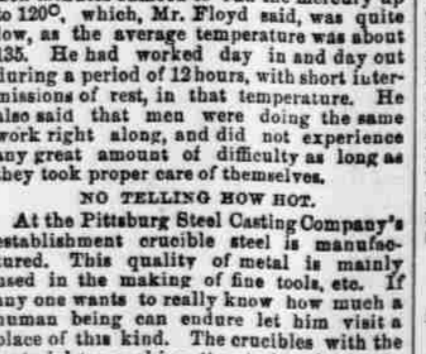 to 120°, which, Mr. Floyd said, was quite
low, as the average temperature was about
135. He had worked day in and day out
during a period of 12 hours, with short inter-
missions of rest, in that temperature. He
also said that men were doing the same
work right along, and did not experience
any great amount of difficulty as long as
they took proper care of themselves.
NO TELLING HOW HOT.
At the Pittsburg Steel Casting Company's
establishment crucible steel is manufac-
tured. This quality of metal is mainly
used in the making of fine tools, etc. If
any one wants to really know how much a
human being can endure let him visit a
place of this kind. The crucibles with the